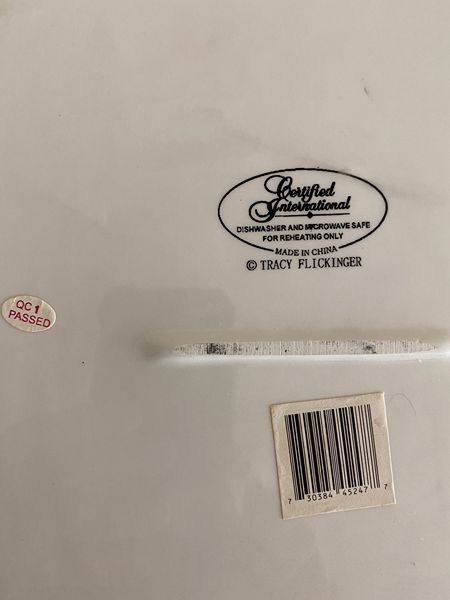 Certified
International
DISHWASHER AND MICROWAVE SAFE
FOR REHEATING ONLY
MADE IN CHINA
© TRACY FLICKINGER
QC 1
PASSED
7 30384 45247 7